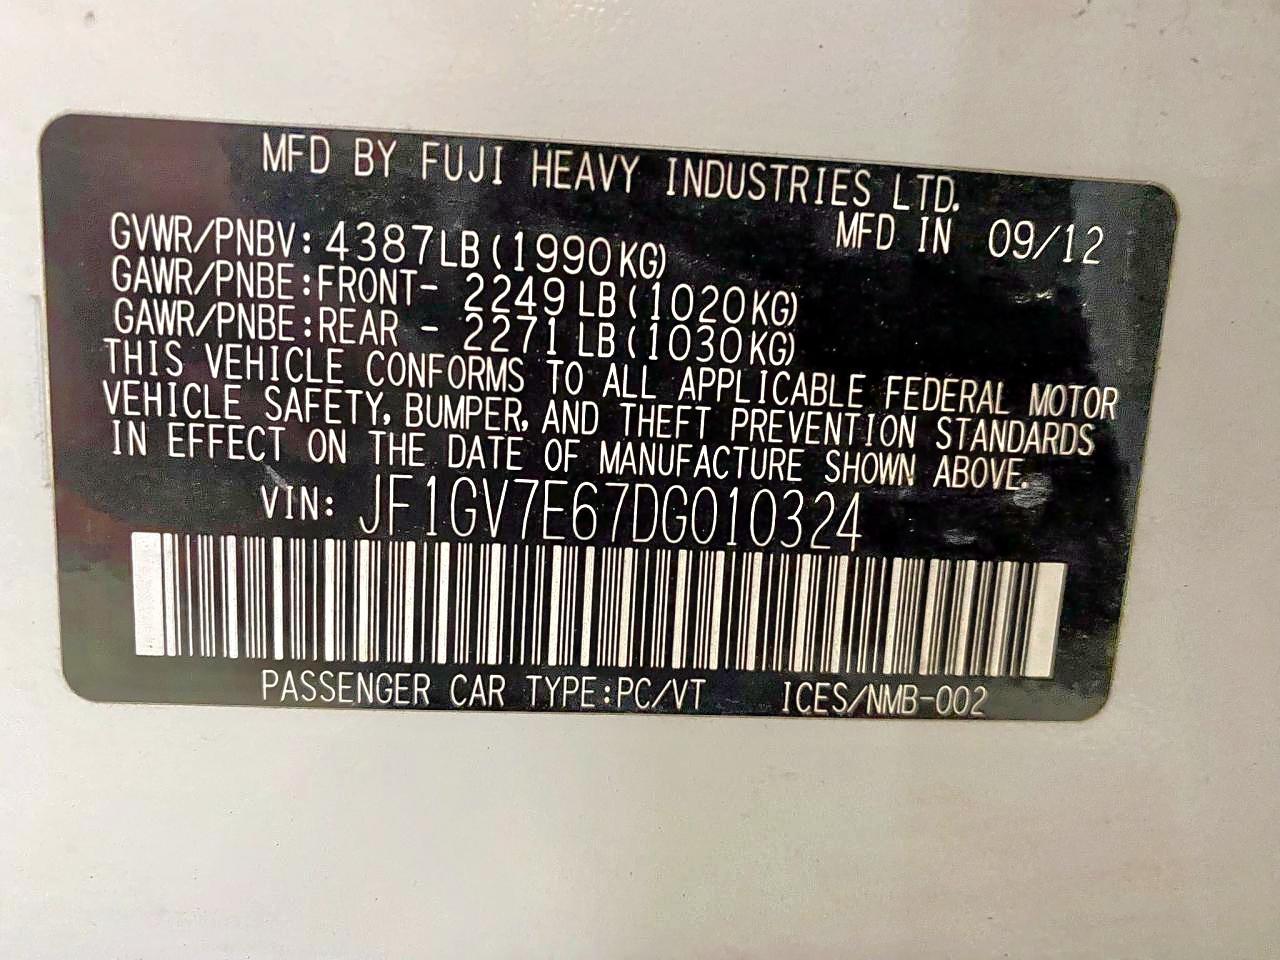 MFD BY FUJI HEAVY INDUSTRIES LTD.
MFD IN 09/12
GVWR/PNBV: 4387LB(1990KG)
GAWR/PNBE:FRONT- 2249LB(1020KG)
GAWR/PNBE:REAR - 2271LB(1030KG)
THIS VEHICLE CONFORMS TO ALL APPLICABLE FEDERAL MOTOR
VEHICLE SAFETY, BUMPER, AND THEFT PREVENTION STANDARDS
IN EFFECT ON THE DATE OF MANUFACTURE SHOWN ABOVE.
VIN: JF1GV7E67DG010324
PASSENGER CAR TYPE:PC/VT ICES/NMB-002